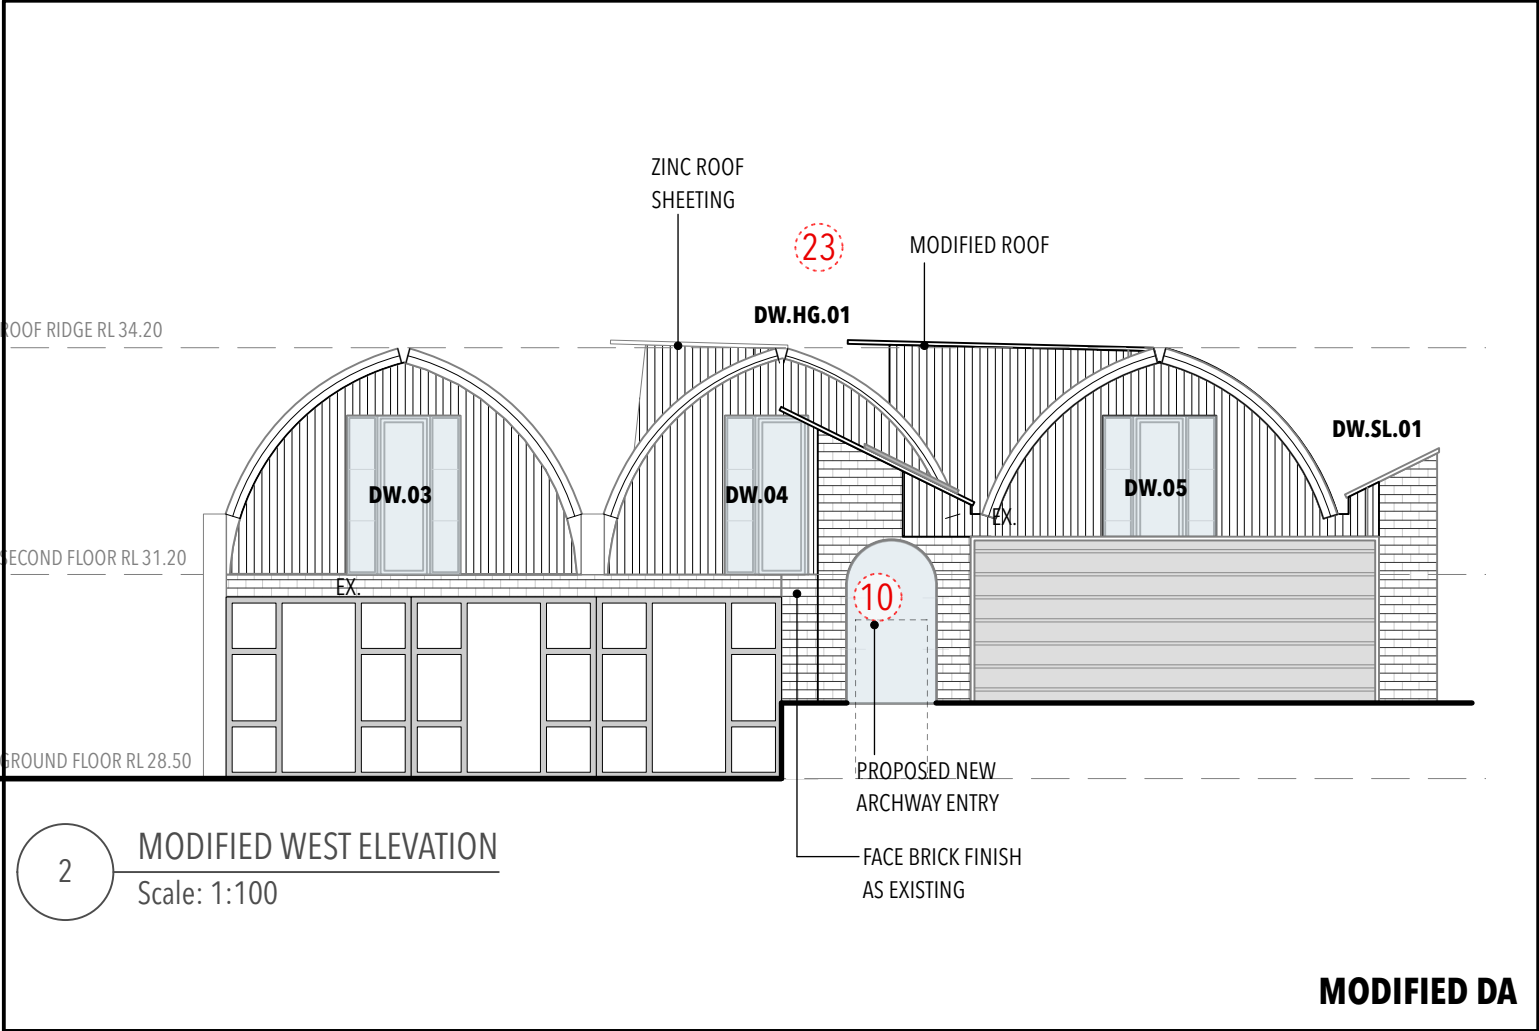 ZINC ROOF
SHEETING
23
MODIFIED ROOF
DW.HG.01
ROOF RIDGE RL 34.20
DW.SL.01
DW.03
DW.04
DW.05
EX.
SECOND FLOOR RL 31.20
EX.
10
GROUND FLOOR RL 28.50
PROPOSED NEW
ARCHWAY ENTRY
FACE BRICK FINISH
AS EXISTING
2
MODIFIED WEST ELEVATION
Scale: 1:100
MODIFIED DA